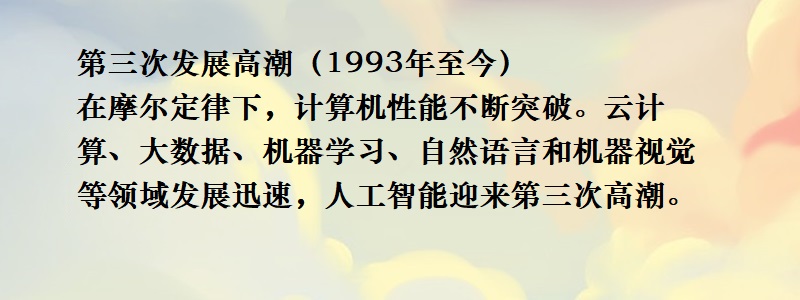 第三次发展高潮（1993年至今）
在摩尔定律下，计算机性能不断突破。云计
算、大数据、机器学习、自然语言和机器视觉
等领域发展迅速，人工智能迎来第三次高潮。